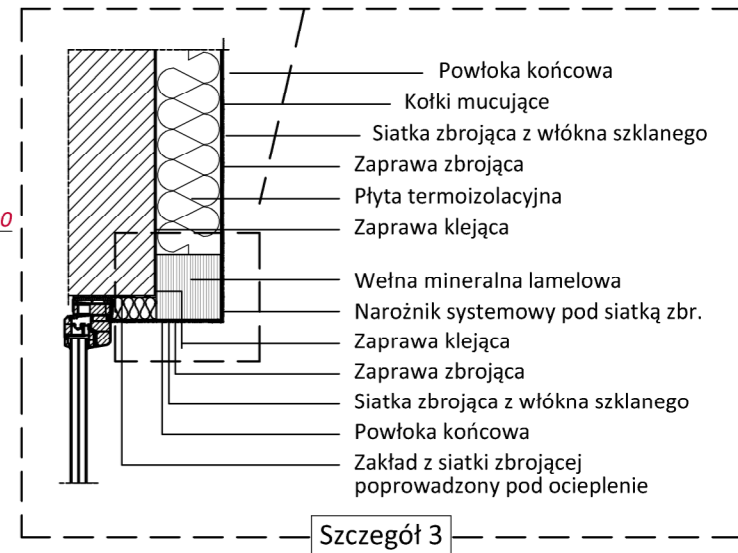 Powłoka końcowa
Kołki mucujące
Siatka zbrojąca z włókna szklanego
Zaprawa zbrojąca
Płyta termoizolacyjna
0
Zaprawa klejąca
Wełna mineralna lamelowa
Narożnik systemowy pod siatką zbr.
Zaprawa klejąca
Zaprawa zbrojąca
Siatka zbrojąca z włókna szklanego
Powłoka końcowa
Zakład z siatki zbrojącej
poprowadzony pod ocieplenie
Szczegół 3